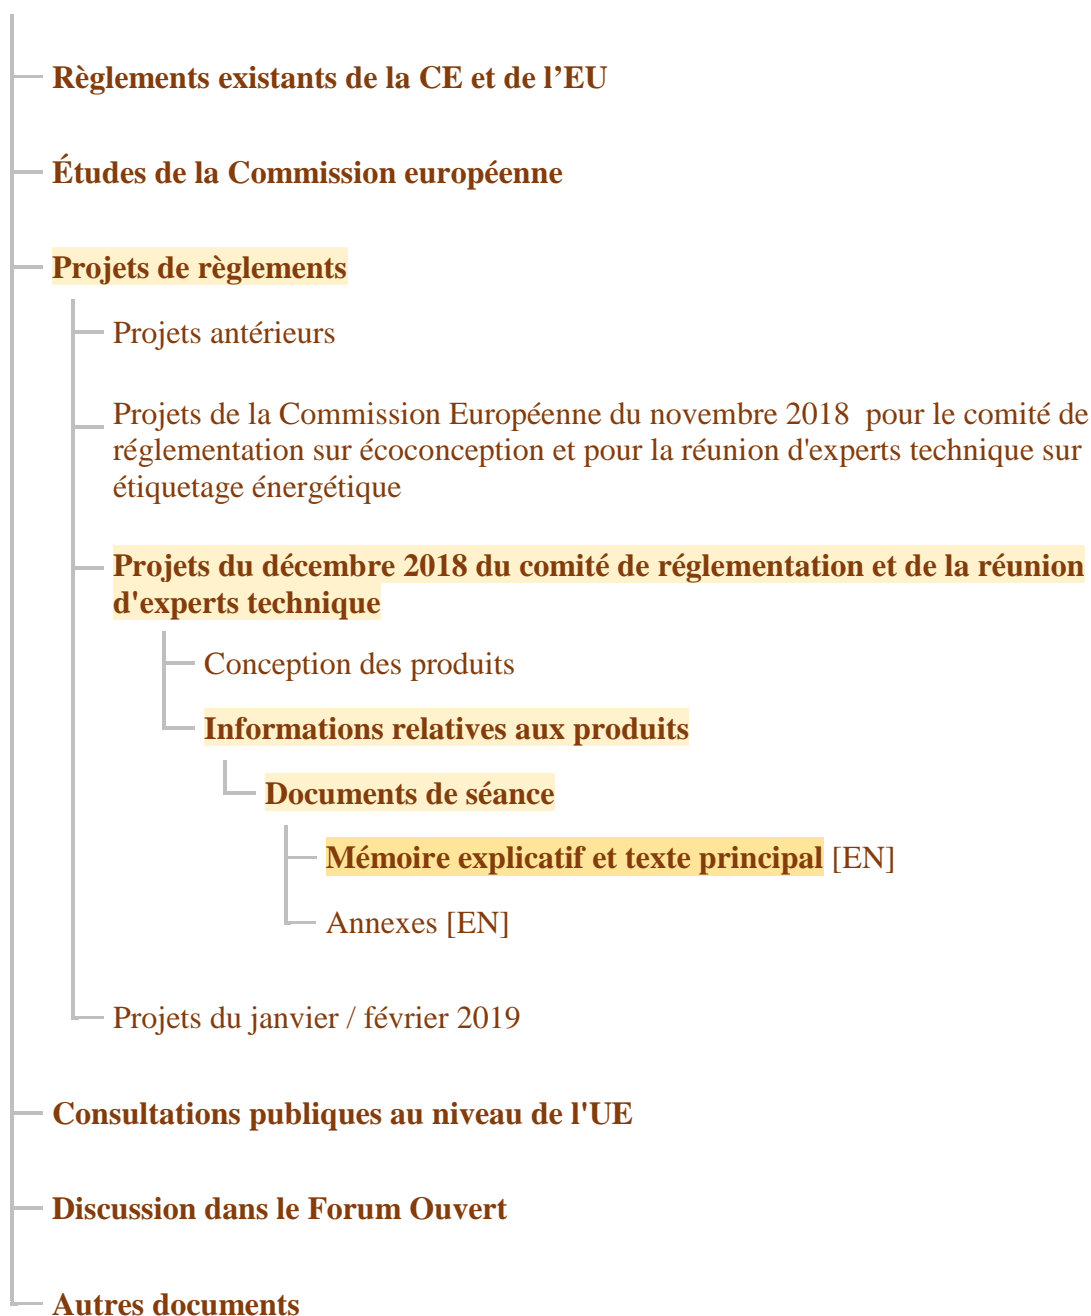 Règlements existants de la CE et de l’EU
Études de la Commission européenne
Projets de règlements
Projets antérieurs
Projets de la Commission Européenne du novembre 2018  pour le comité de
réglementation sur écoconception et pour la réunion d'experts technique sur
étiquetage énergétique
Projets du décembre 2018 du comité de réglementation et de la réunion
d'experts technique
Conception des produits
Informations relatives aux produits
Documents de séance
Mémoire explicatif et texte principal [EN]
Annexes [EN]
Projets du janvier / février 2019
Consultations publiques au niveau de l'UE
Discussion dans le Forum Ouvert
Autres documents